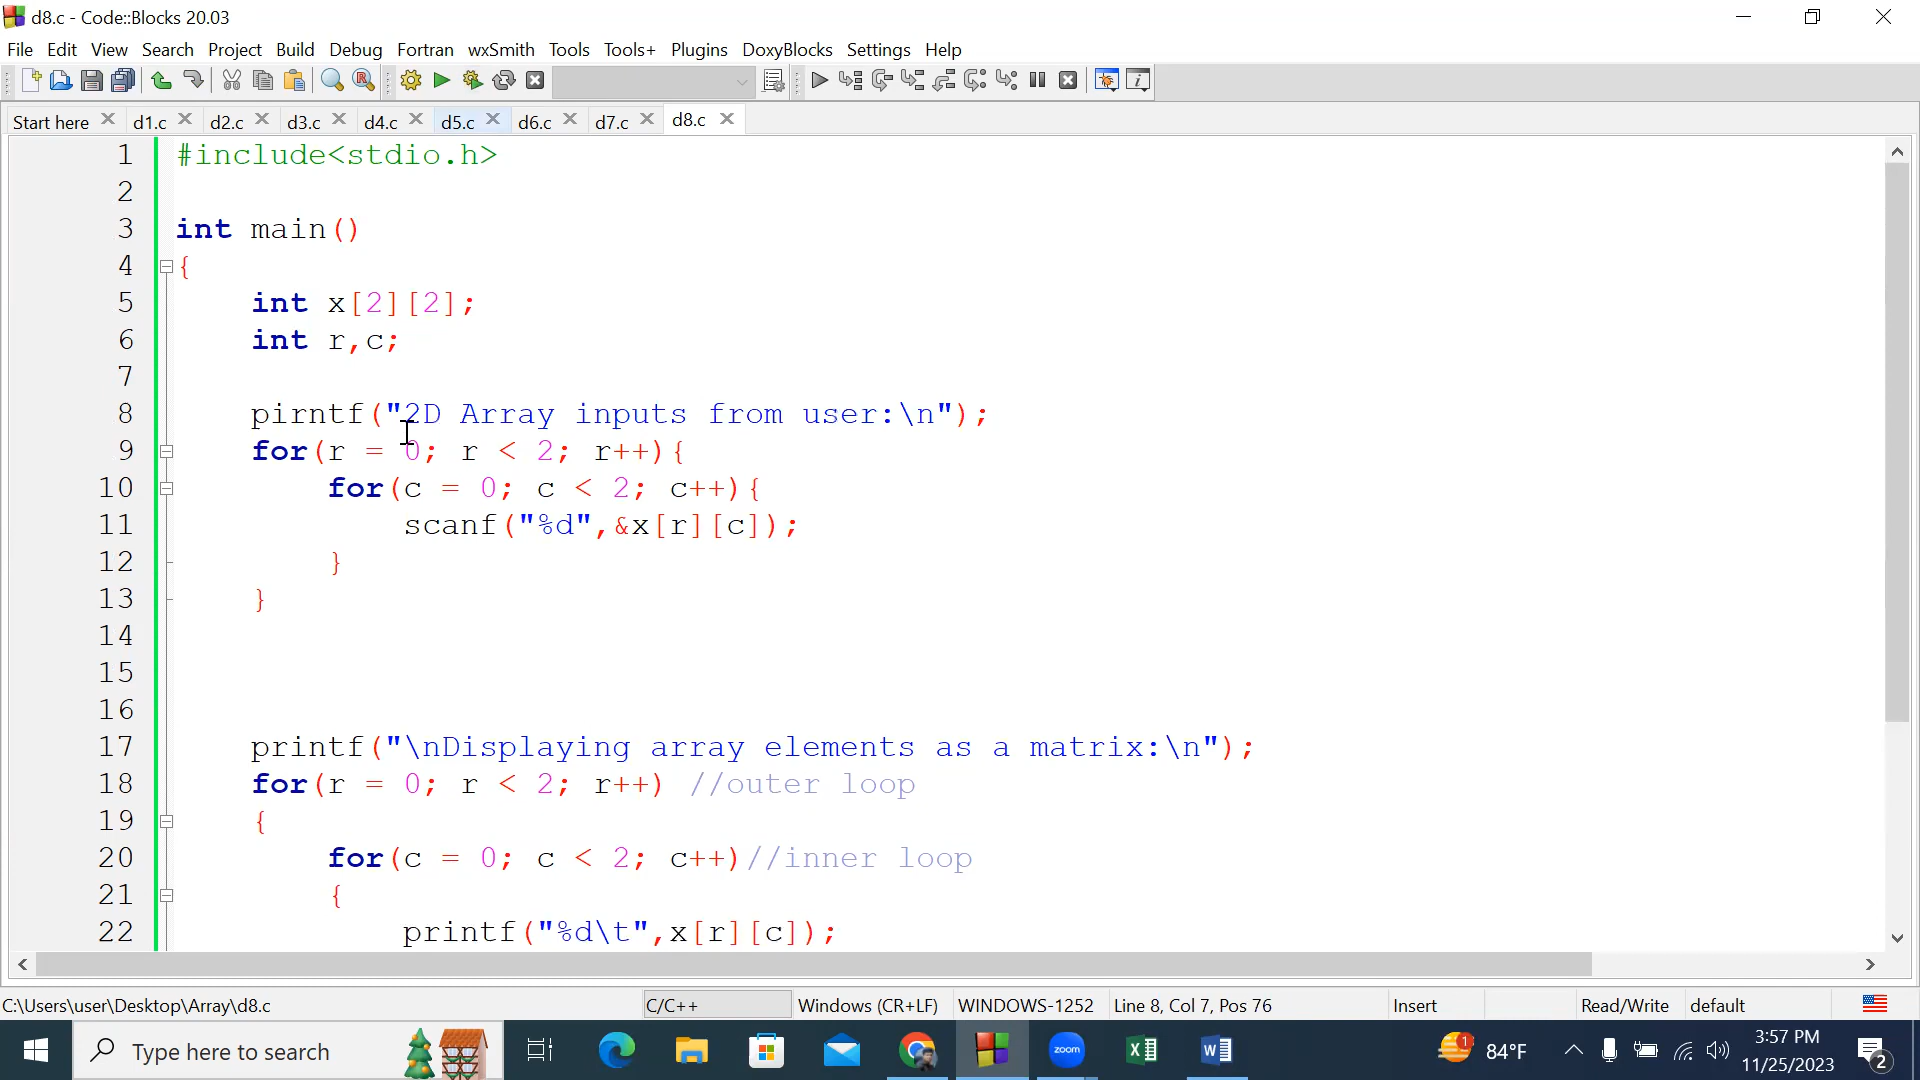 d8.c - Code::Blocks 20.03
File Edit View Search Project Build Debug Fortran wxSmith Tools Tools+ Plugins DoxyBlocks Settings Help
Start here d1.c d2.c d3.c d4.c d5.c d6.c d7.c d8.c
1 #include<stdio.h>
2
3 int main()
4 {
5 int x[2][2];
6 int r,c;
7
8 pirntf("2D Array inputs from user:\n");
9 for(r = 0; r < 2; r++){
10 for(c = 0; c < 2; c++){
11 scanf("%d",&x[r][c]);
12 }
13 }
14
15
16
17 printf("\nDisplaying array elements as a matrix:\n");
18 for(r = 0; r < 2; r++) //outer loop
19 {
20 for(c = 0; c < 2; c++)//inner loop
21 {
22 printf("%d\t",x[r][c]);
C:\Users\user\Desktop\Array\d8.c C/C++ Windows (CR+LF) WINDOWS-1252 Line 8, Col 7, Pos 76 Insert Read/Write default
Type here to search zoom 1 84°F 3:57 PM
11/25/2023 2